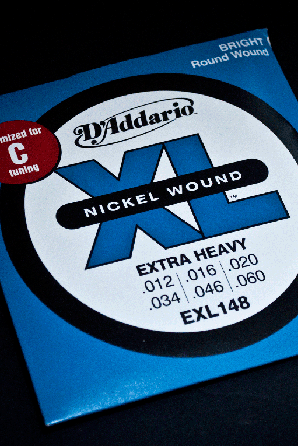 BRIGHT
Round Wound
mized for
C
tuning
D'Addario
XL
NICKEL WOUND
™
EXTRA HEAVY
.012 .016 .020
.034 .046 .060
EXL148